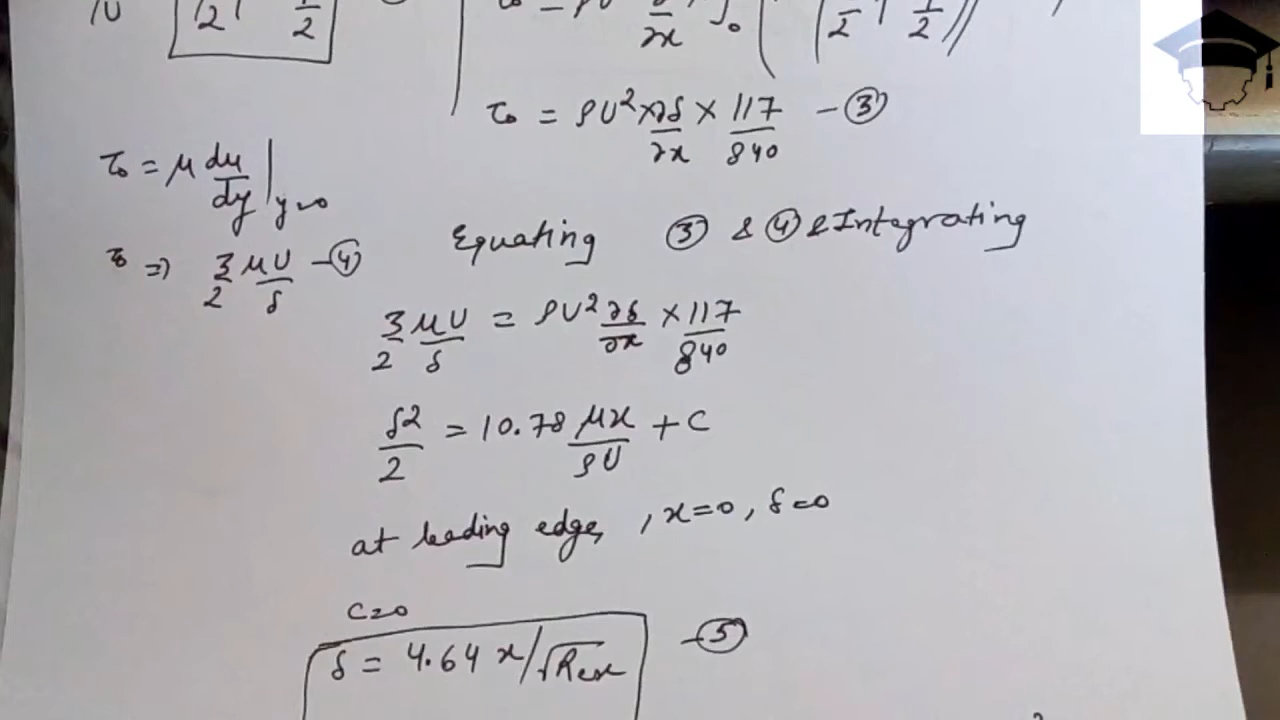 τ₀ = ρU² × ∂δ/∂x × 117/840 – ③
τ₀ = μ du/dy |y=0
τ₀ => 3/2 μU/δ – ④
Equating ③ & ④ & Integrating
3/2 μU/δ = ρU² ∂δ/∂x × 117/840
δ²/2 = 10.78 μx/ρU + C
at leading edge, , x=0, δ=0
C=0
δ = 4.64 x/√Rex – ⑤